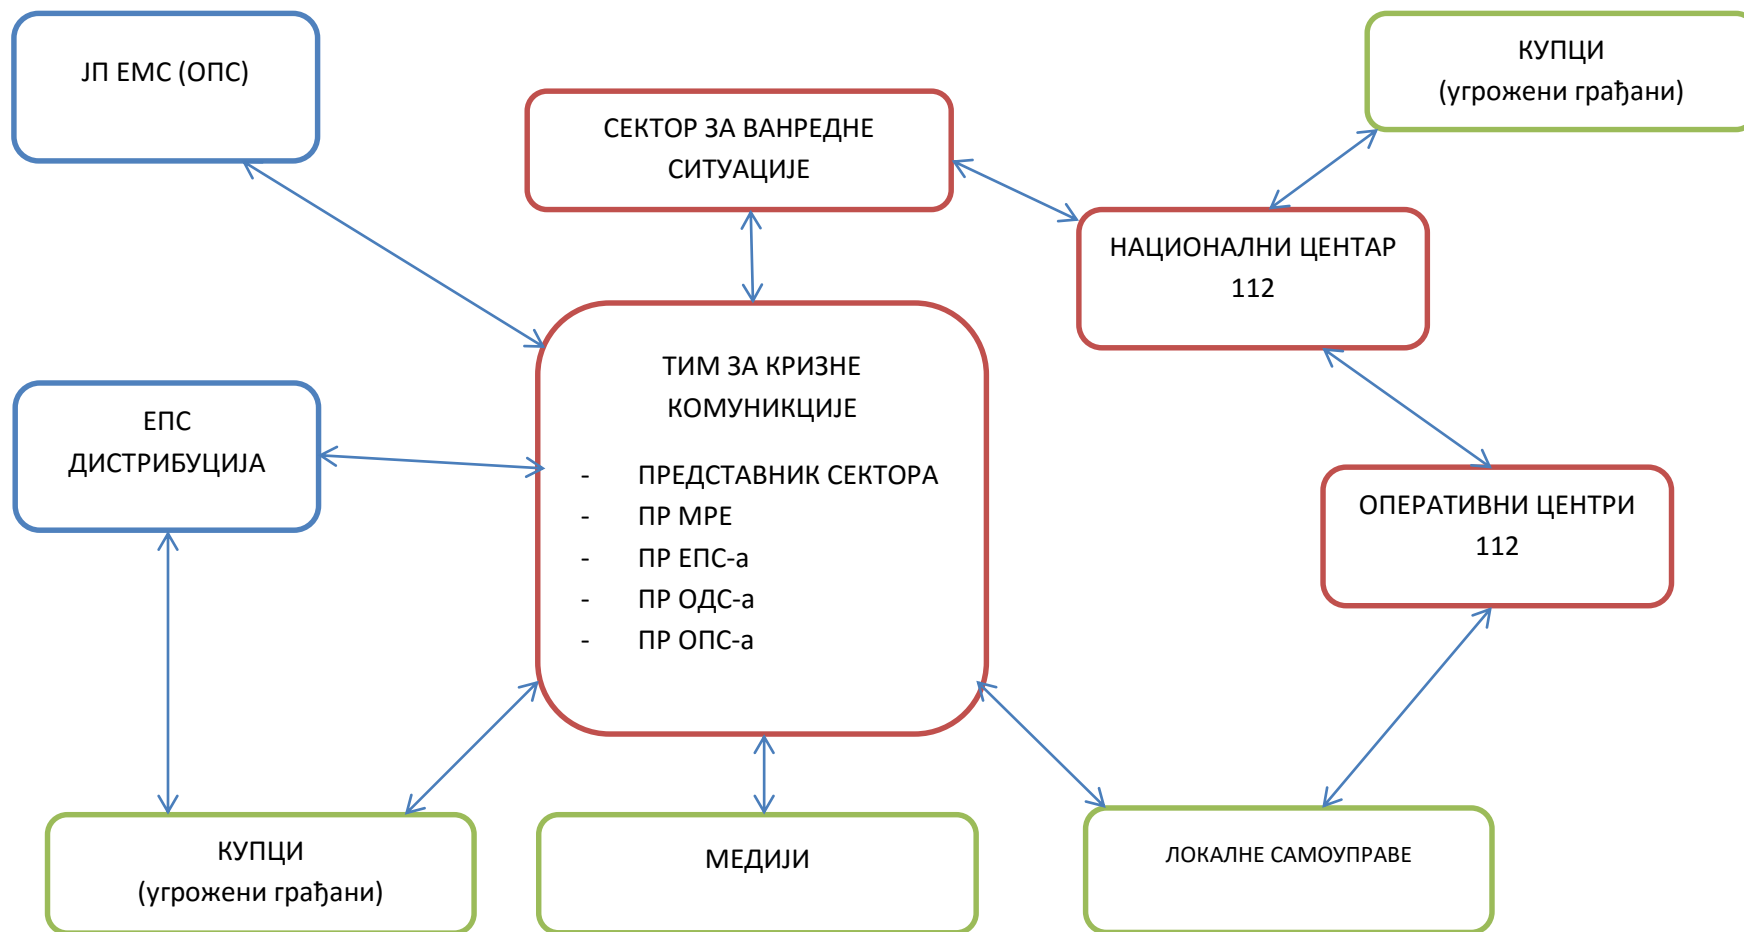 ЈП ЕМС (ОПС)
КУПЦИ
(угрожени грађани)
СЕКТОР ЗА ВАНРЕДНЕ
СИТУАЦИЈЕ
НАЦИОНАЛНИ ЦЕНТАР
112
ТИМ ЗА КРИЗНЕ
КОМУНИКЦИЈЕ
- ПРЕДСТАВНИК СЕКТОРА
- ПР МРЕ
- ПР ЕПС-а
- ПР ОДС-а
- ПР ОПС-а
ЕПС
ДИСТРИБУЦИЈА
ОПЕРАТИВНИ ЦЕНТРИ
112
КУПЦИ
(угрожени грађани)
МЕДИЈИ
ЛОКАЛНЕ САМОУПРАВЕ